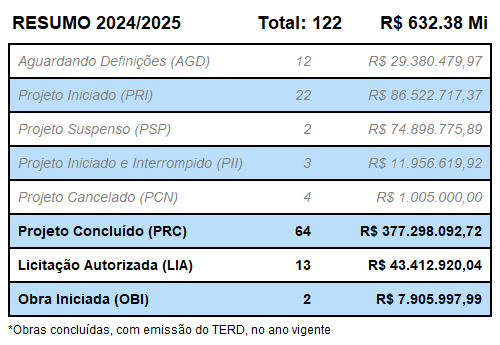 RESUMO 2024/2025 Total: 122 R$ 632.38 Mi
Aguardando Definições (AGD) 12 R$ 29.380.479,97
Projeto Iniciado (PRI) 22 R$ 86.522.717,37
Projeto Suspenso (PSP) 2 R$ 74.898.775,89
Projeto Iniciado e Interrompido (PII) 3 R$ 11.956.619,92
Projeto Cancelado (PCN) 4 R$ 1.005.000,00
Projeto Concluído (PRC) 64 R$ 377.298.092,72
Licitação Autorizada (LIA) 13 R$ 43.412.920,04
Obra Iniciada (OBI) 2 R$ 7.905.997,99
*Obras concluídas, com emissão do TERD, no ano vigente